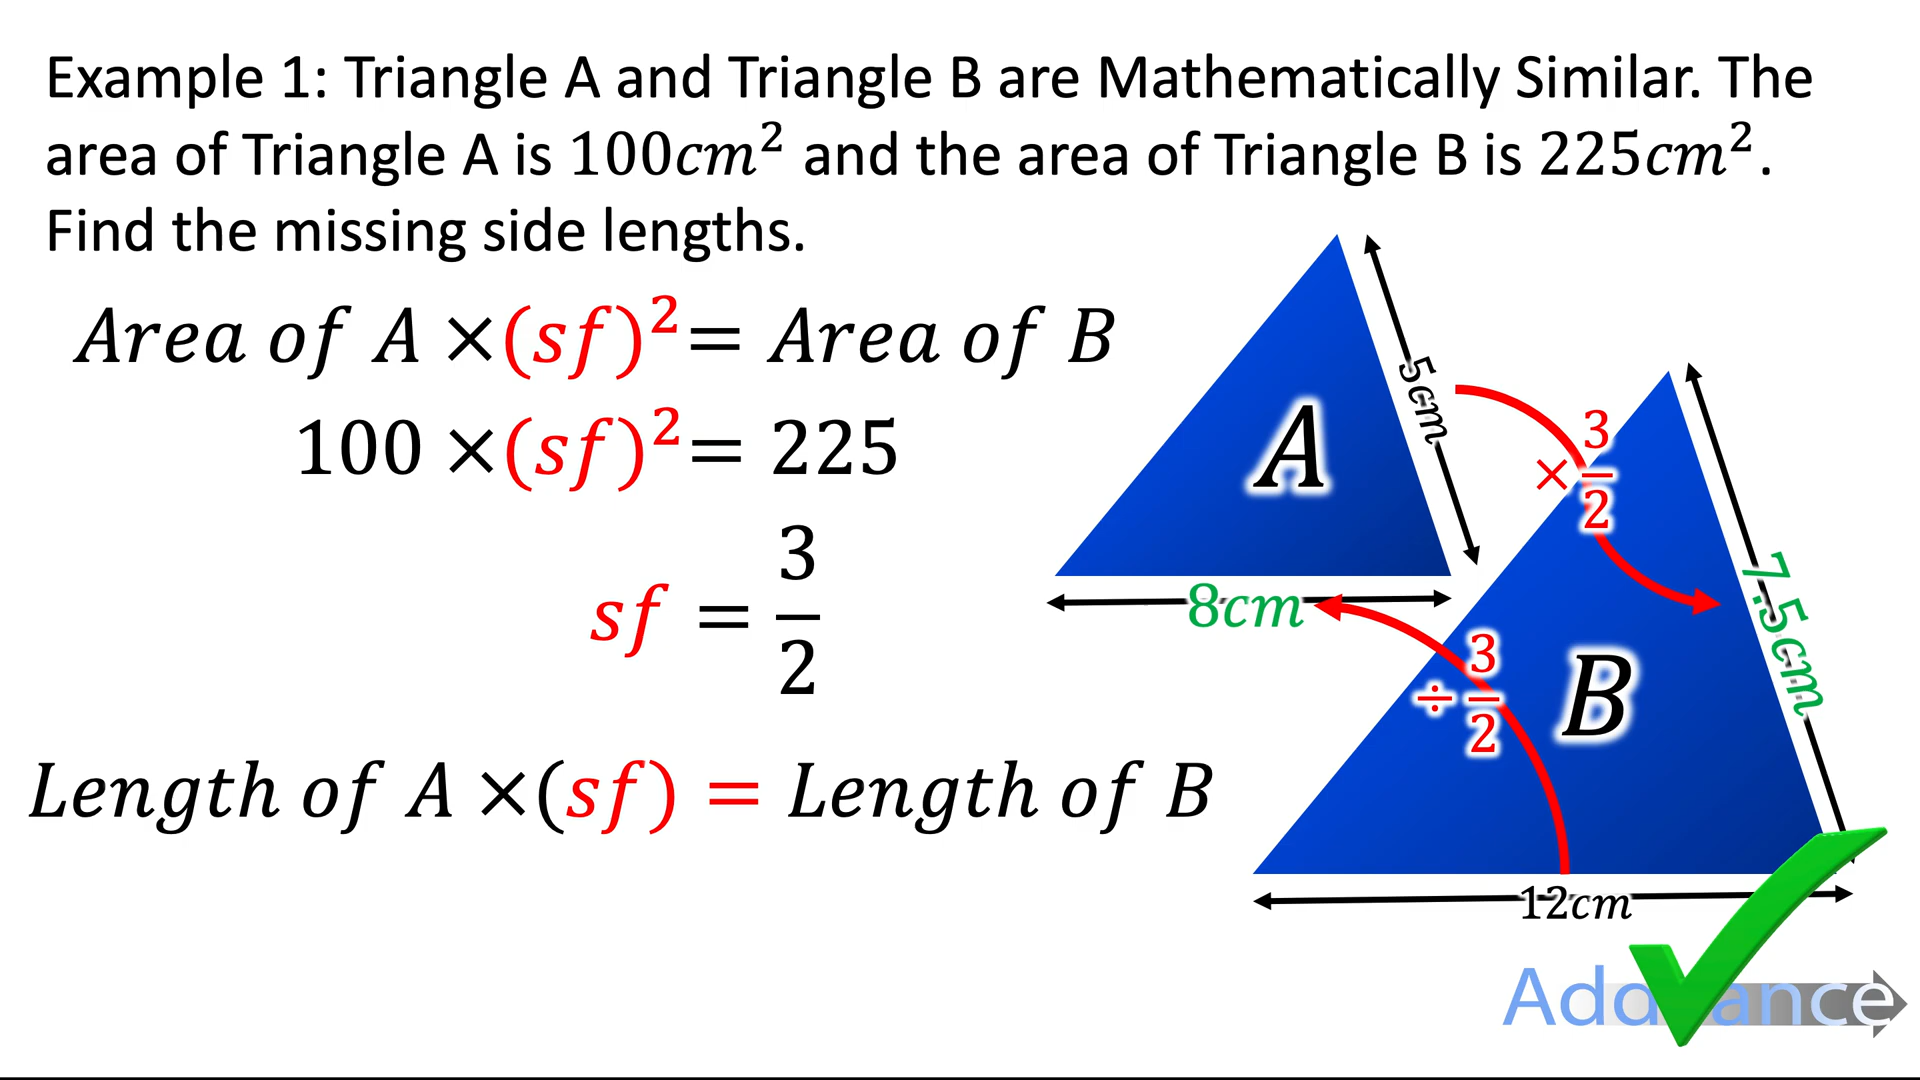 Example 1: Triangle A and Triangle B are Mathematically Similar. The
area of Triangle A is 100cm² and the area of Triangle B is 225cm².
Find the missing side lengths.
Area of A ×(sf)²= Area of B
100 ×(sf)²= 225
sf = 3/2
Length of A ×(sf) = Length of B
A
5cm
8cm
×3/2
÷3/2
B
7.5cm
12cm